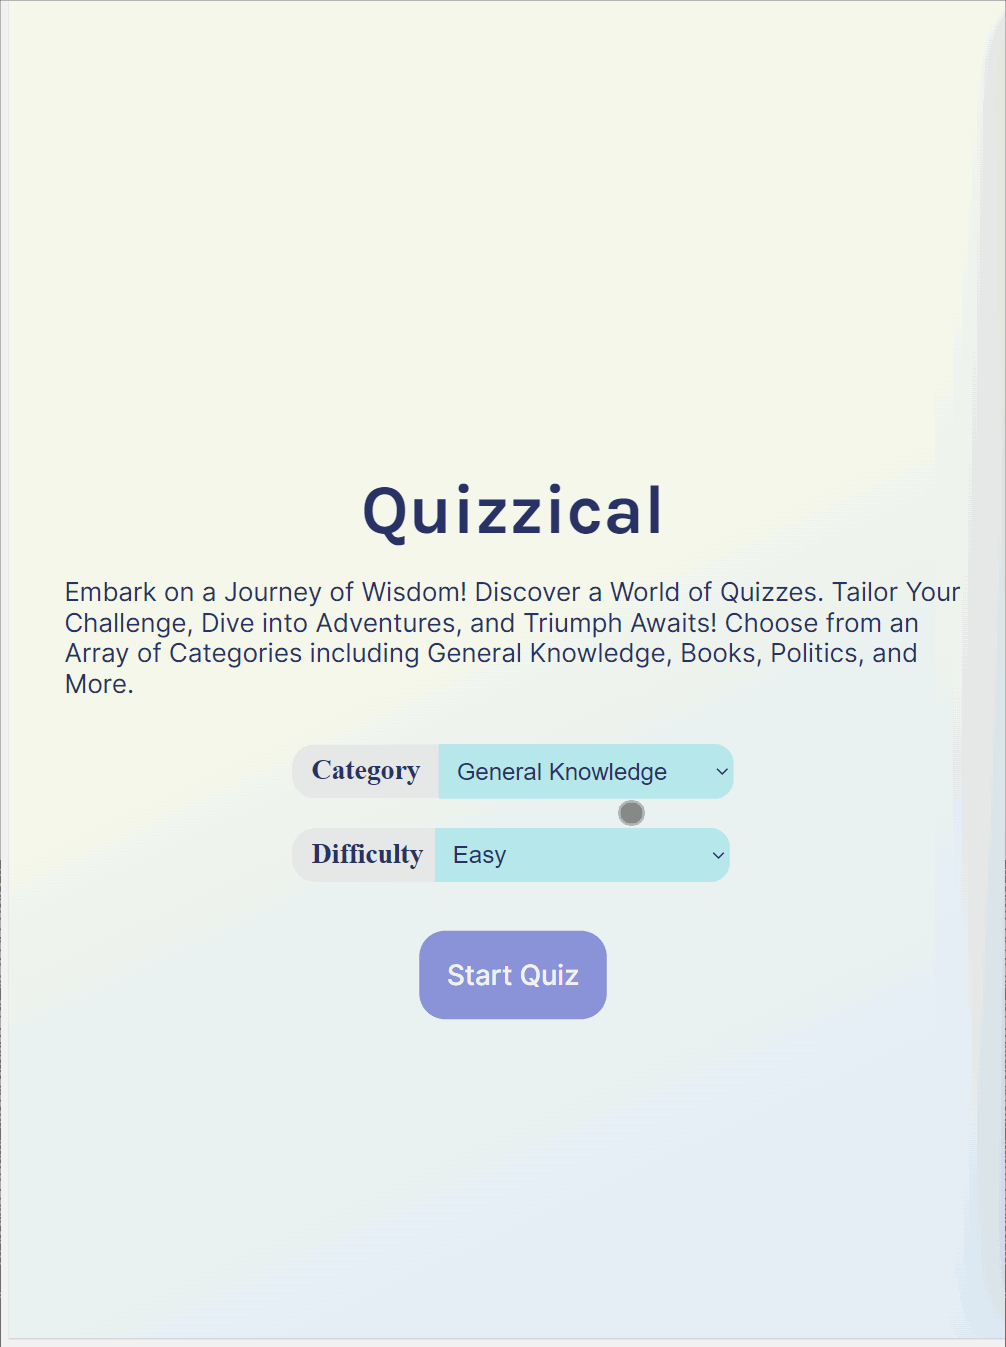 Quizzical
Embark on a Journey of Wisdom! Discover a World of Quizzes. Tailor Your
Challenge, Dive into Adventures, and Triumph Awaits! Choose from an
Array of Categories including General Knowledge, Books, Politics, and
More.
Category General Knowledge
Difficulty Easy
Start Quiz